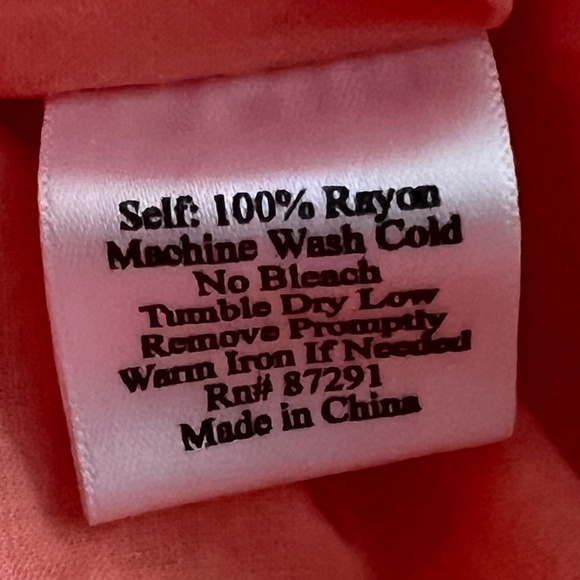 Self: 100% Rayon
Machine Wash Cold
No Bleach
Tumble Dry Low
Remove Promptly
Warm Iron If Needed
Rn# 87291
Made in China